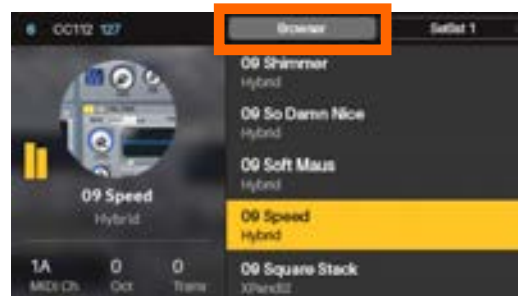 6 CC112 127
Browser
Setlist 1
09 Speed
Hybrid
1A 0 0
MIDI Ch Oct Trans
09 Shimmer
Hybrid
09 So Damn Nice
Hybrid
09 Soft Maus
Hybrid
09 Speed
Hybrid
09 Square Stack
XPand!2